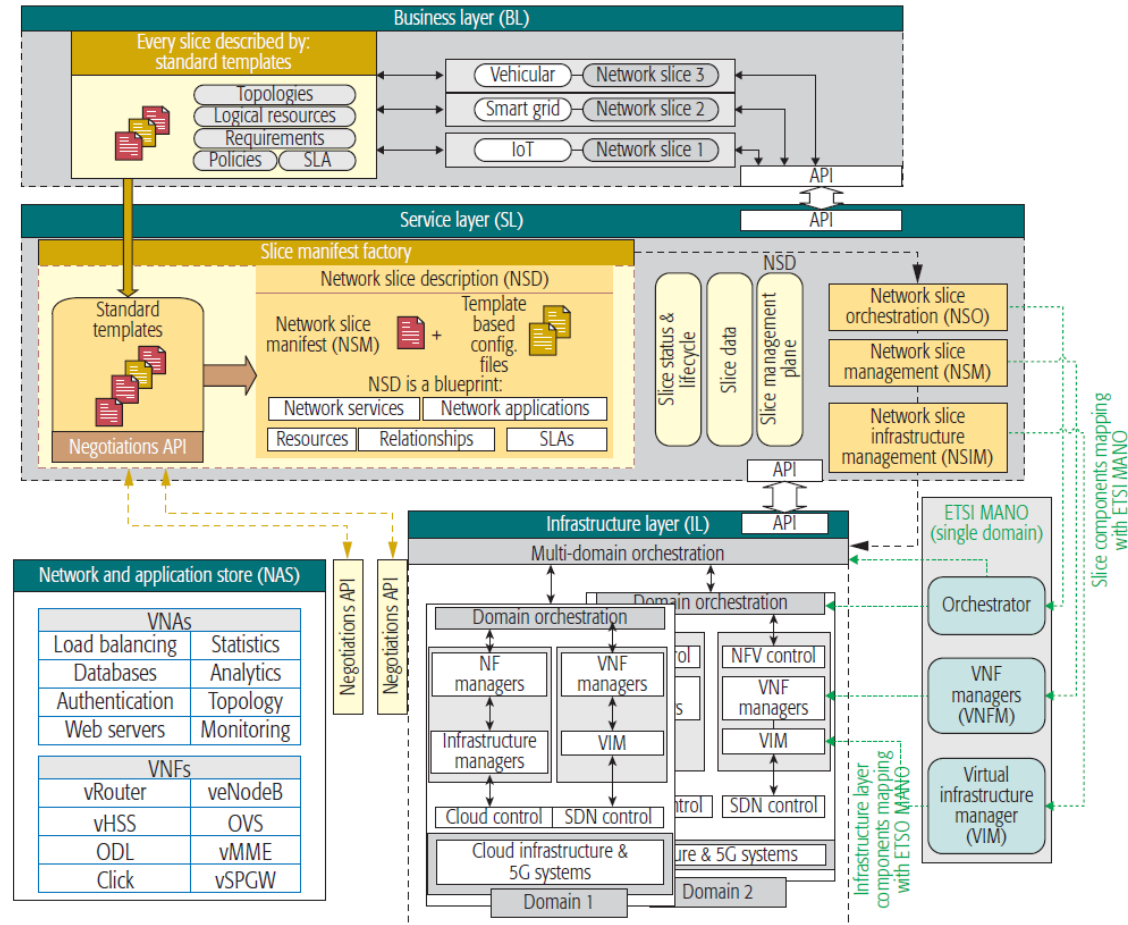 Business layer (BL)
Every slice described by:
standard templates
Topologies
Logical resources
Requirements
Policies
SLA
Vehicular
Network slice 3
Smart grid
Network slice 2
IoT
Network slice 1
API
API
Service layer (SL)
Slice manifest factory
Standard
templates
Negotiations API
Network slice description (NSD)
Network slice
manifest (NSM)
+
Template
based
config.
files
NSD is a blueprint:
Network services
Network applications
Resources
Relationships
SLAs
Slice status &
lifecycle
Slice data
Slice management
plane
NSD
Network slice
orchestration (NSO)
Network slice
management (NSM)
Network slice
infrastructure
management (NSIM)
API
API
Slice components mapping
with ETSI MANO
Infrastructure layer (IL)
Multi-domain orchestration
Negotiations API
Negotiations API
Network and application store (NAS)
VNAs
Load balancing
Statistics
Databases
Analytics
Authentication
Topology
Web servers
Monitoring
VNFs
vRouter
veNodeB
vHSS
OVS
ODL
vMME
Click
vSPGW
Domain orchestration
NF
managers
VNF
managers
Infrastructure
managers
VIM
Cloud control
SDN control
Cloud infrastructure &
5G systems
Domain 1
Domain orchestration
rol
NFV control
s
VNF
managers
VIM
ntrol
SDN control
ure & 5G systems
Domain 2
Infrastructure layer
components mapping
with ETSO MANO
ETSI MANO
(single domain)
Orchestrator
VNF
managers
(VNFM)
Virtual
infrastructure
manager
(VIM)